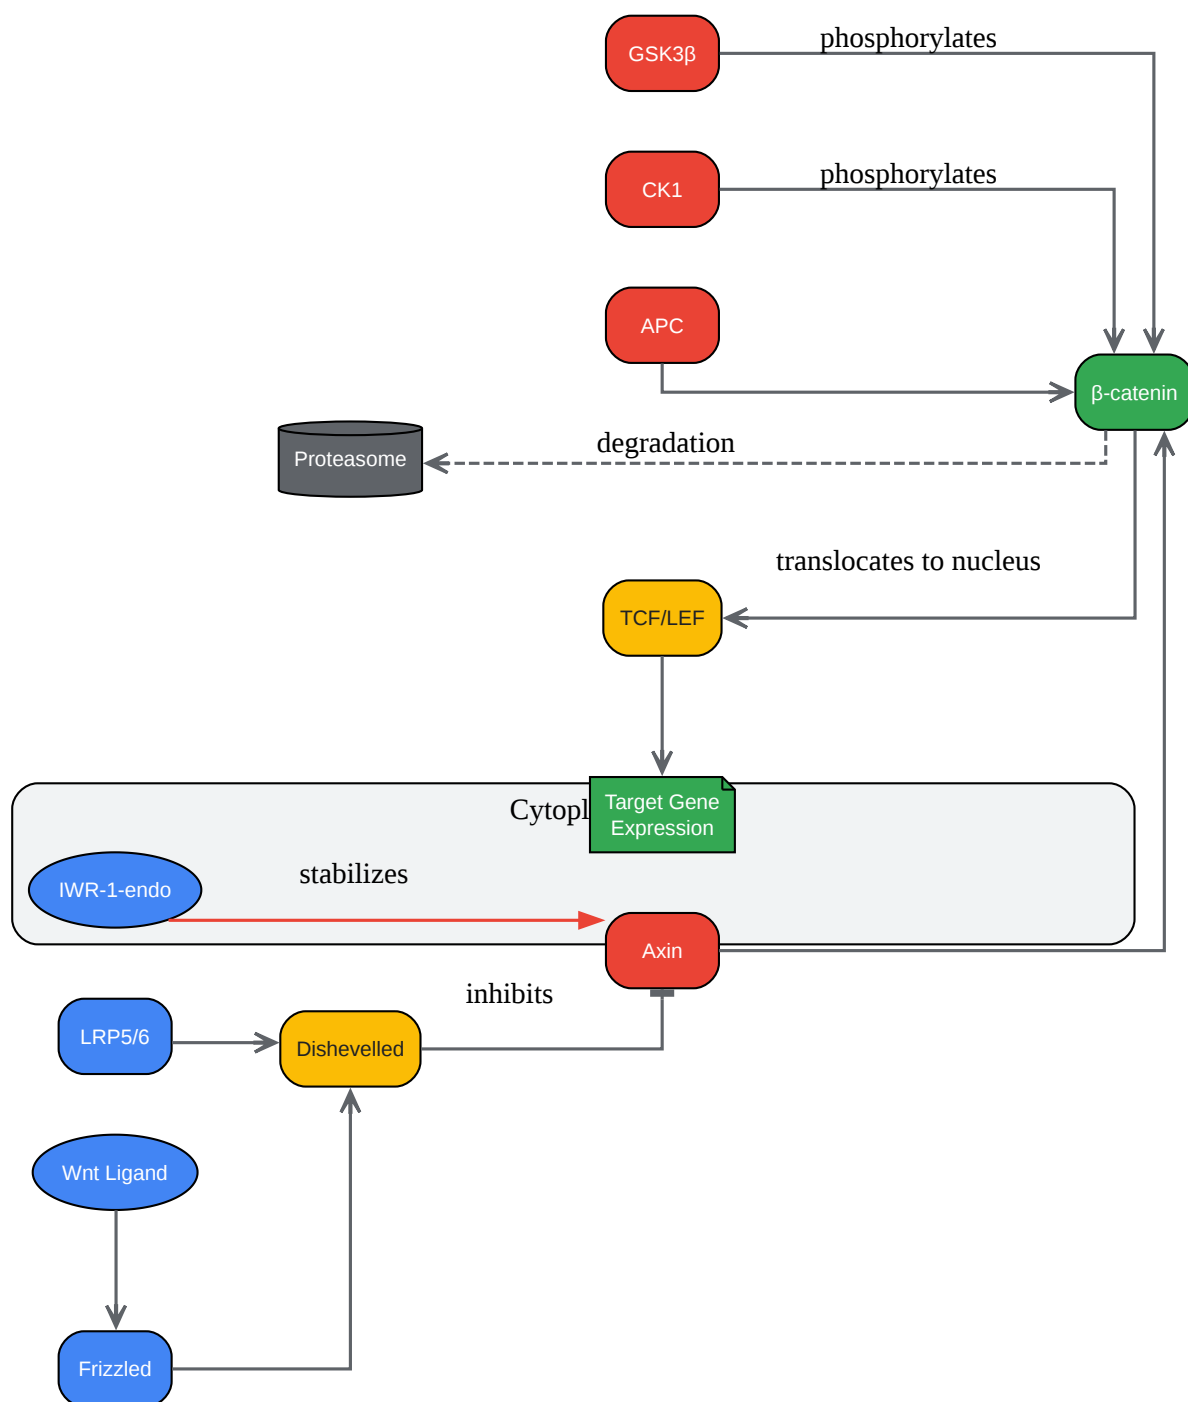 GSK3β
phosphorylates
CK1
phosphorylates
APC
β-catenin
degradation
Proteasome
translocates to nucleus
TCF/LEF
Cytopl
Target Gene
Expression
stabilizes
IWR-1-endo
Axin
inhibits
LRP5/6
Dishevelled
Wnt Ligand
Frizzled